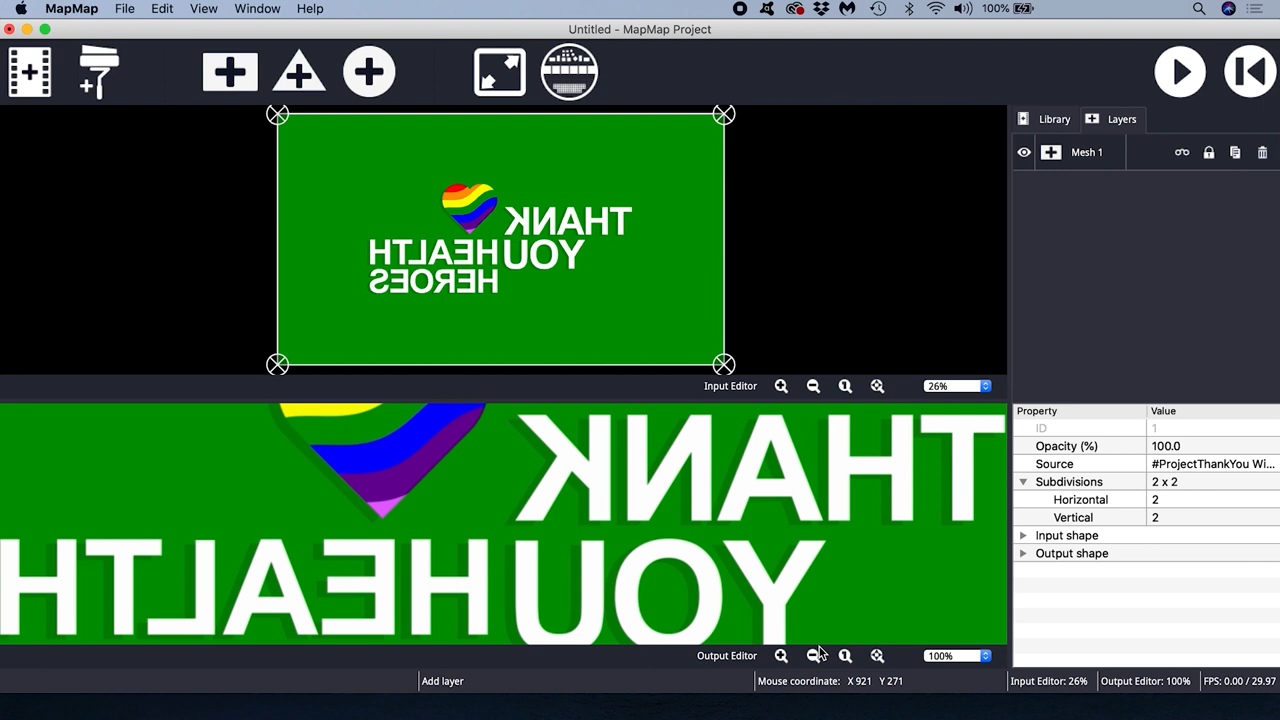 MapMap File Edit View Window Help 100%
Untitled - MapMap Project
Library Layers
Mesh 1
THANK
YOU
HEALTH
HEROES
Input Editor 26%
Property Value
ID 1
Opacity (%) 100.0
Source #ProjectThankYou Wi...
Subdivisions 2 x 2
Horizontal 2
Vertical 2
Input shape
Output shape
THANK
YOU
HEALTH
Output Editor 100%
Add layer Mouse coordinate: X 921 Y 271 Input Editor: 26% Output Editor: 100% FPS: 0.00 / 29.97